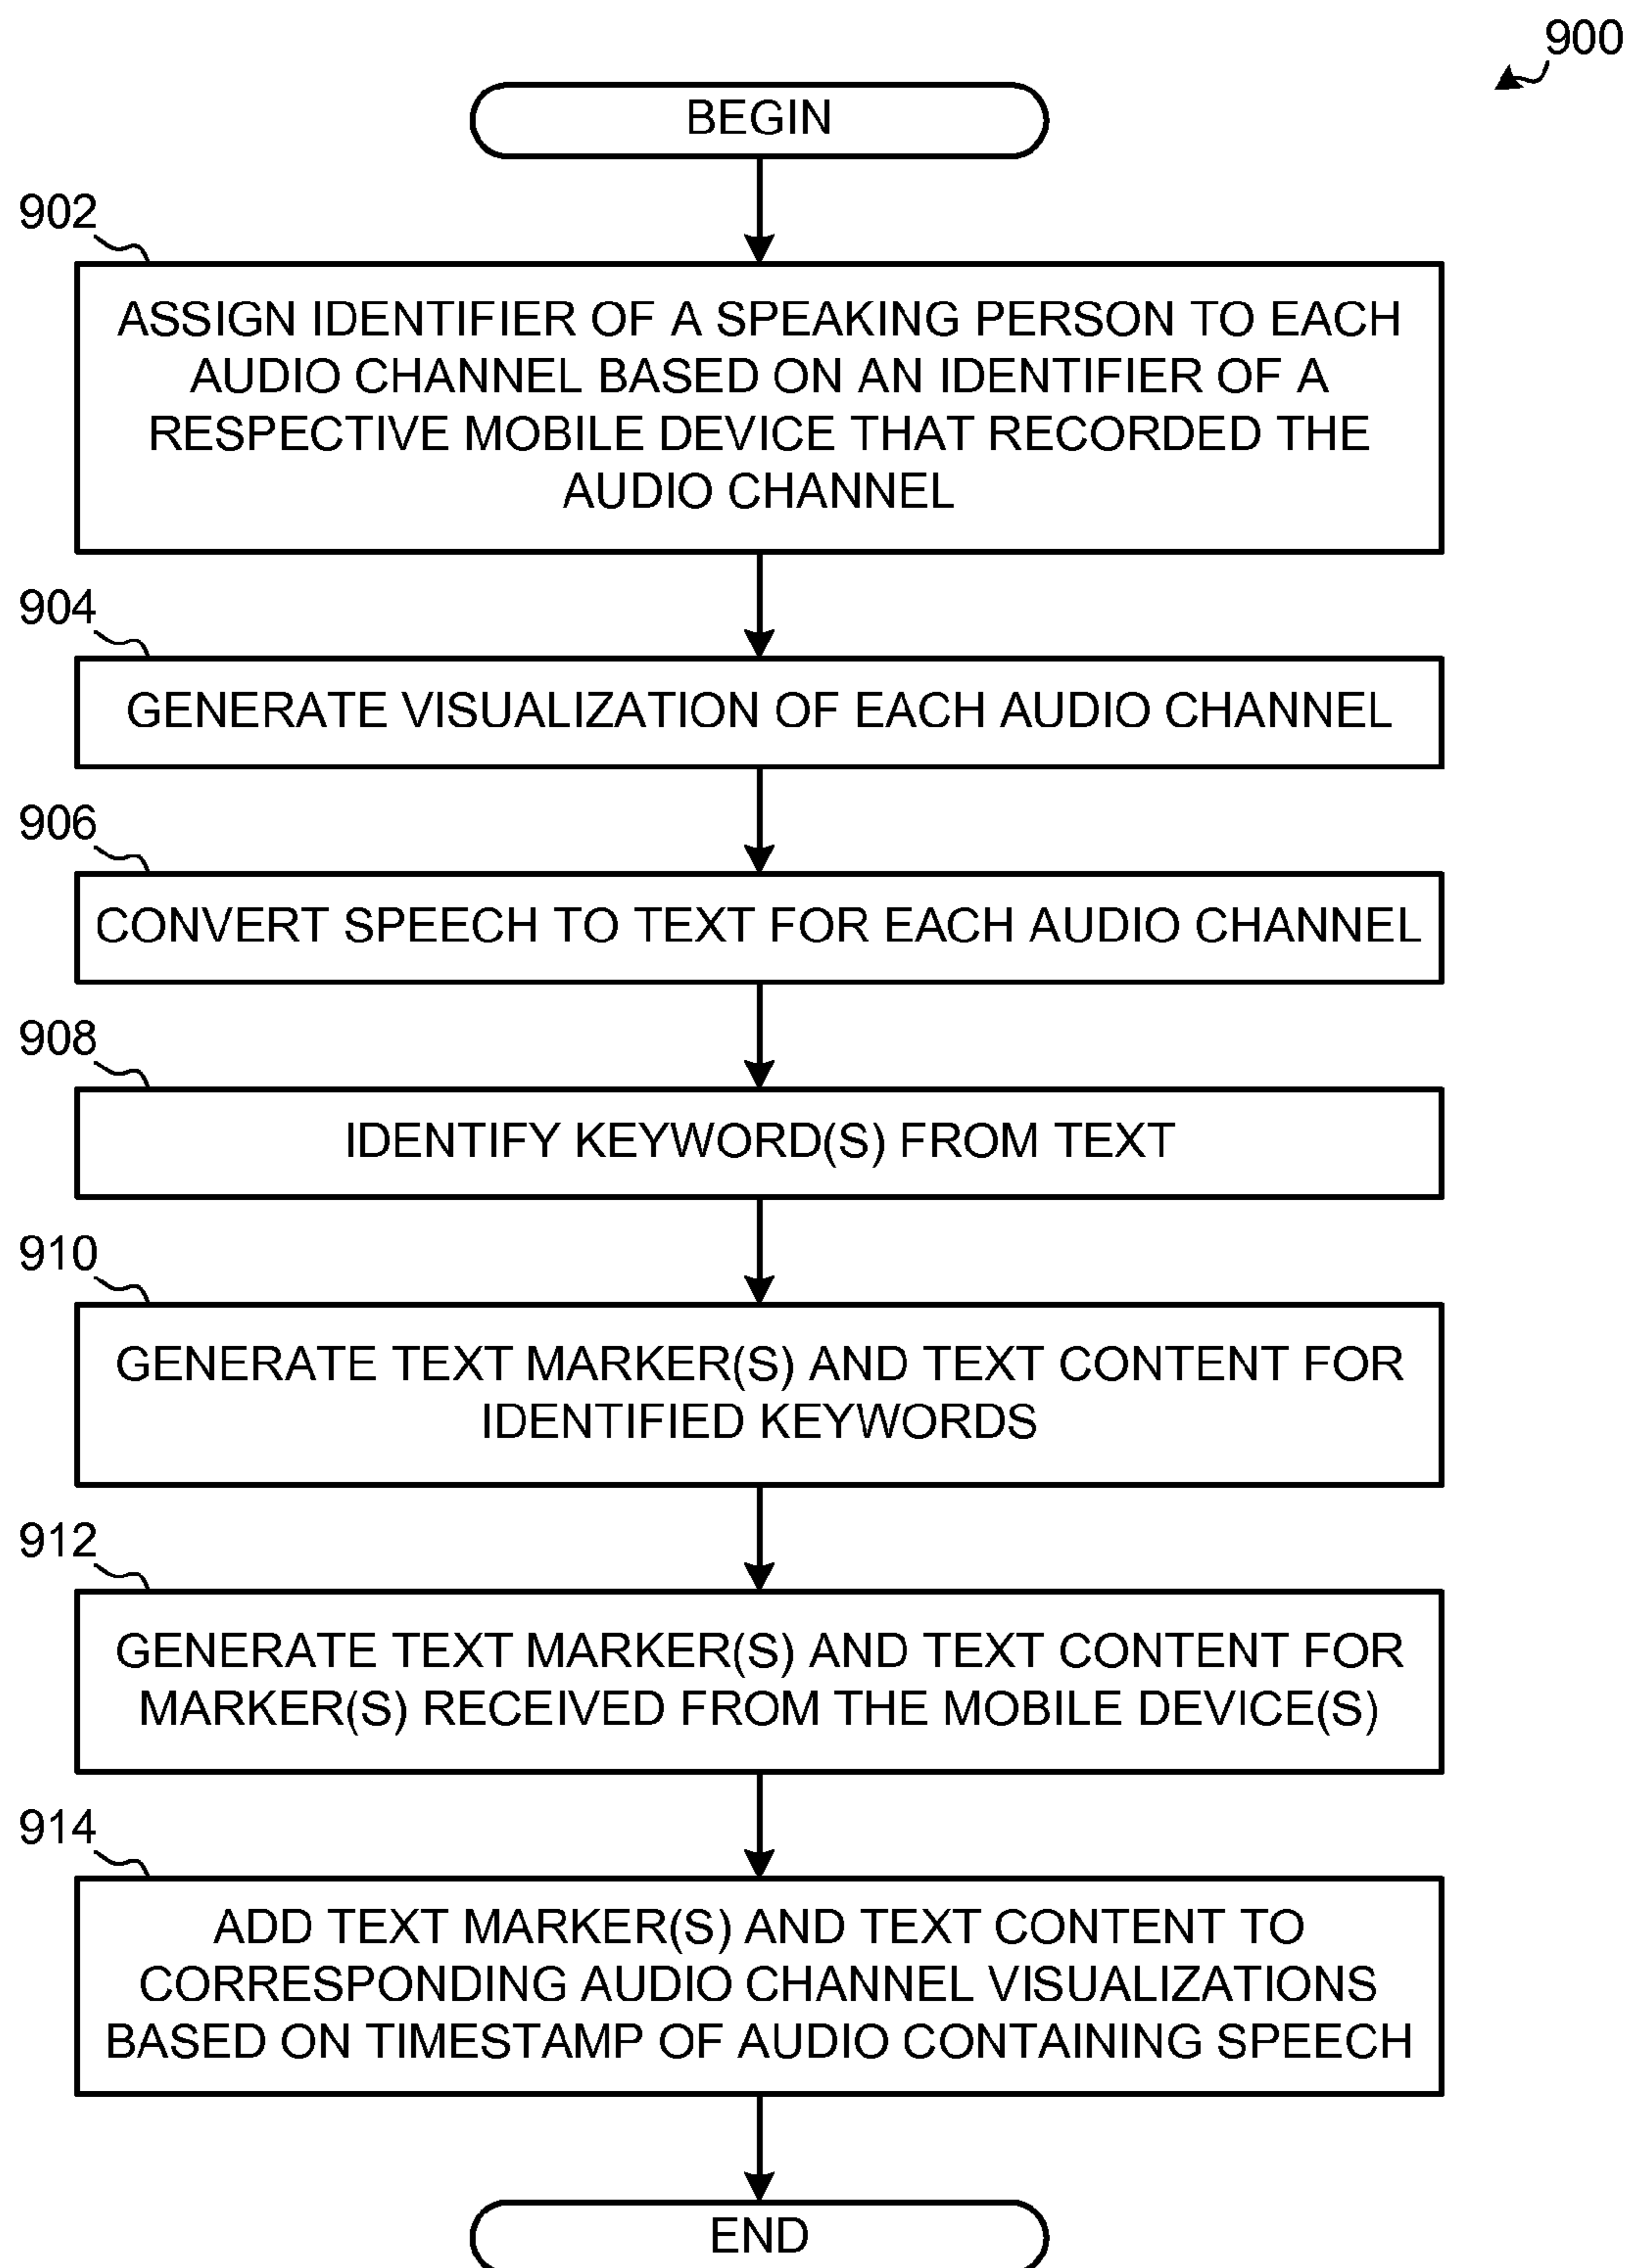 900
BEGIN
902
ASSIGN IDENTIFIER OF A SPEAKING PERSON TO EACH
AUDIO CHANNEL BASED ON AN IDENTIFIER OF A
RESPECTIVE MOBILE DEVICE THAT RECORDED THE
AUDIO CHANNEL
904
GENERATE VISUALIZATION OF EACH AUDIO CHANNEL
906
CONVERT SPEECH TO TEXT FOR EACH AUDIO CHANNEL
908
IDENTIFY KEYWORD(S) FROM TEXT
910
GENERATE TEXT MARKER(S) AND TEXT CONTENT FOR
IDENTIFIED KEYWORDS
912
GENERATE TEXT MARKER(S) AND TEXT CONTENT FOR
MARKER(S) RECEIVED FROM THE MOBILE DEVICE(S)
914
ADD TEXT MARKER(S) AND TEXT CONTENT TO
CORRESPONDING AUDIO CHANNEL VISUALIZATIONS
BASED ON TIMESTAMP OF AUDIO CONTAINING SPEECH
END